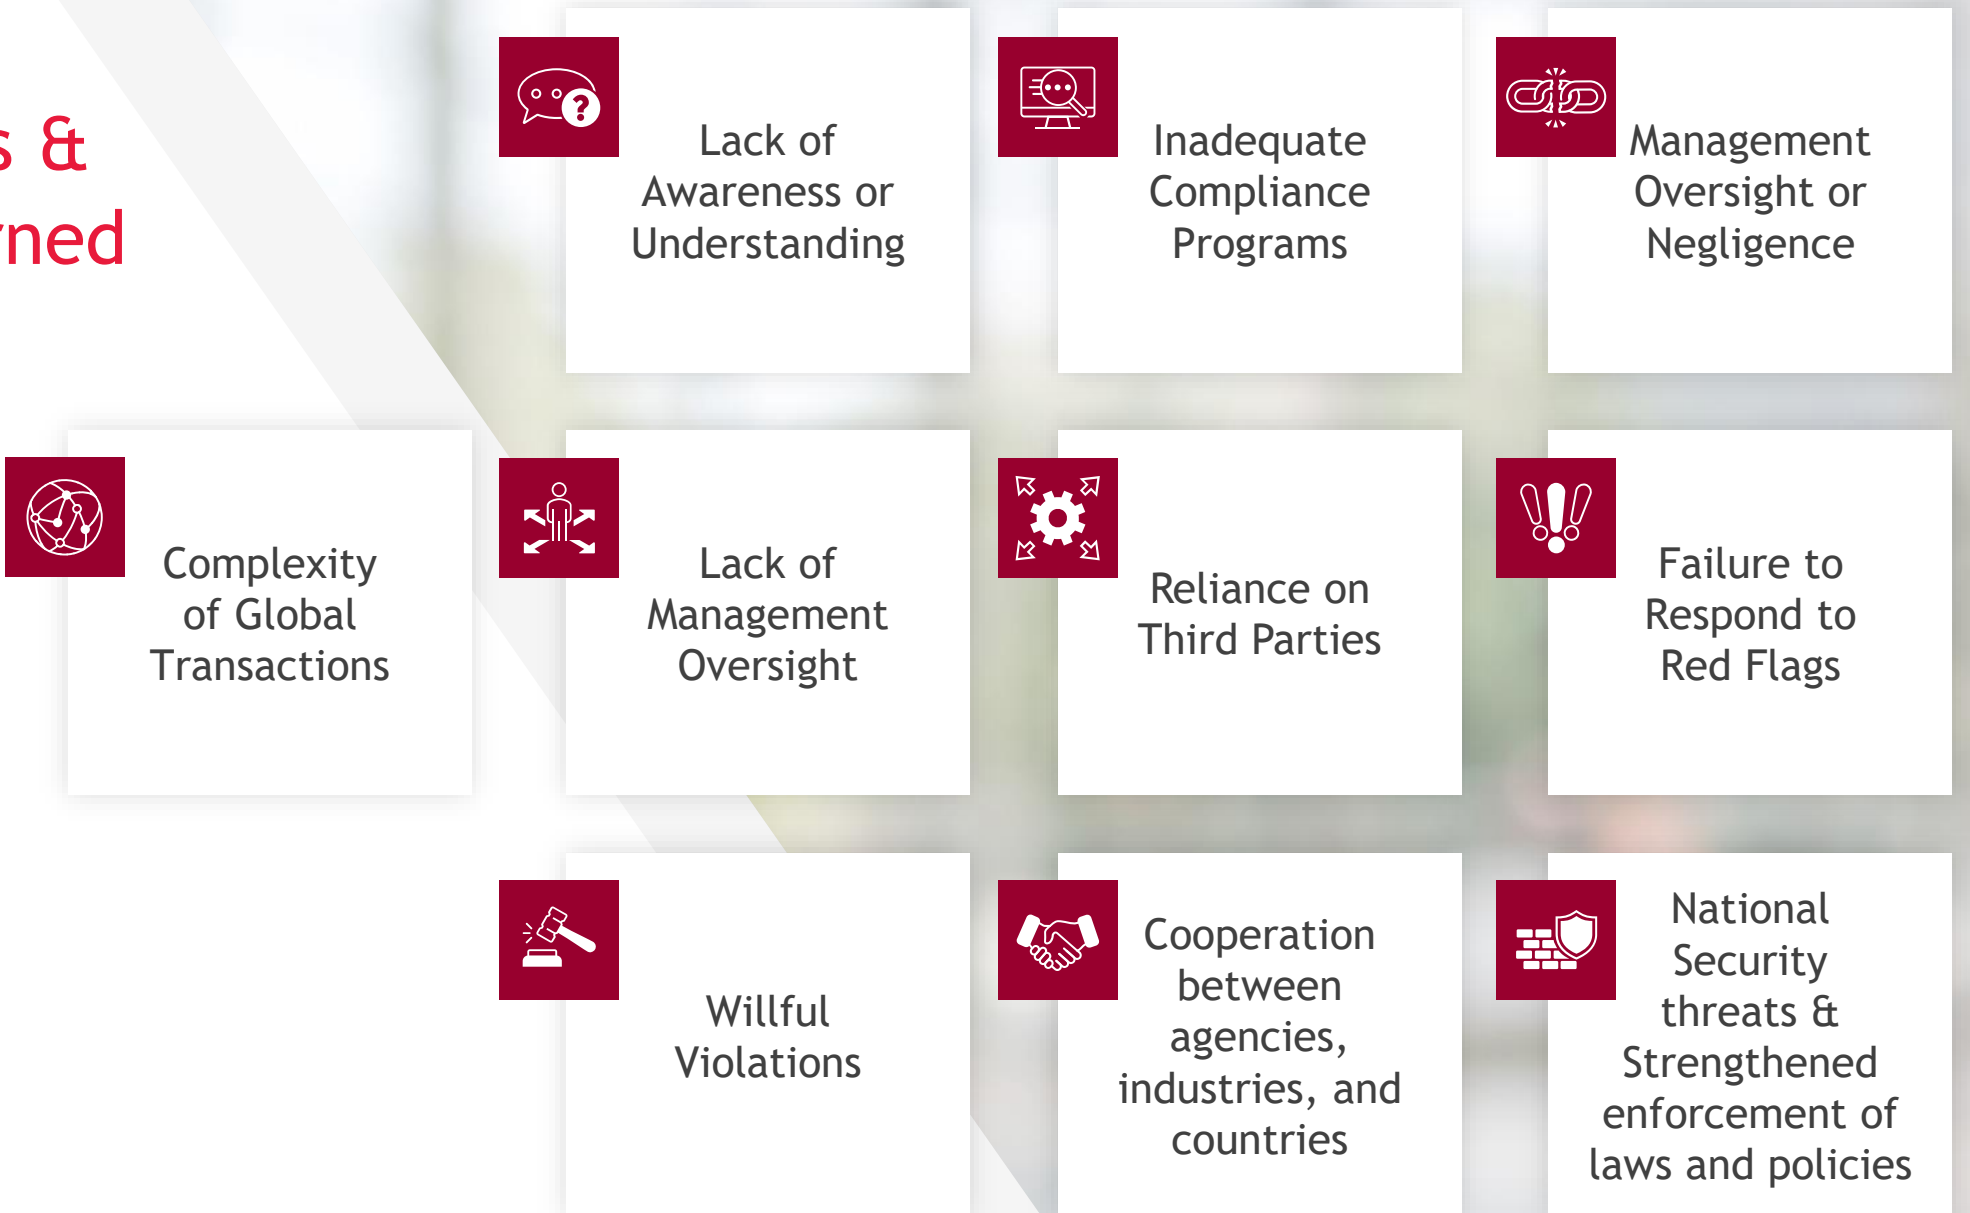 &
Lack of
Awareness or
Understanding
Inadequate
Compliance
Programs
Management
Oversight or
Negligence
Complexity
of Global
Transactions
Lack of
Management
Oversight
Reliance on
Third Parties
Failure to
Respond to
Red Flags
Willful
Violations
Cooperation
between
agencies,
industries, and
countries
National
Security
threats &
Strengthened
enforcement of
laws and policies